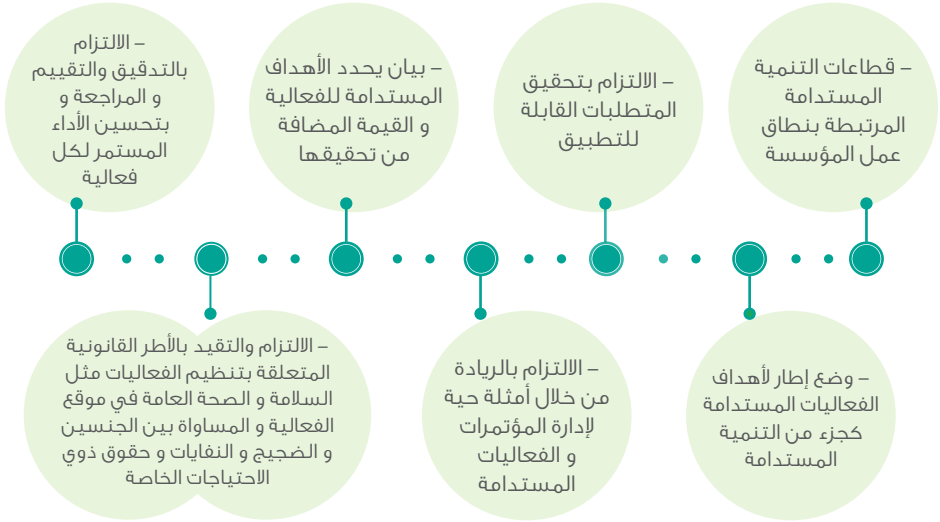 – قطاعات التنمية
المستدامة
المرتبطة بنطاق
عمل المؤسسة
– وضع إطار لأهداف
الفعاليات المستدامة
كجزء من التنمية
المستدامة
– الالتزام بتحقيق
المتطلبات القابلة
للتطبيق
– الالتزام بالريادة
من خلال أمثلة حية
لإدارة المؤتمرات
و الفعاليات
المستدامة
– بيان يحدد الأهداف
المستدامة للفعالية
و القيمة المضافة
من تحقيقها
– الالتزام والتقيد بالأطر القانونية
المتعلقة بتنظيم الفعاليات مثل
السلامة و الصحة العامة في موقع
الفعالية و المساواة بين الجنسين
و الضجيج و النفايات و حقوق ذوي
الاحتياجات الخاصة
– الالتزام
بالتدقيق والتقييم
و المراجعة و
بتحسين الأداء
المستمر لكل
فعالية